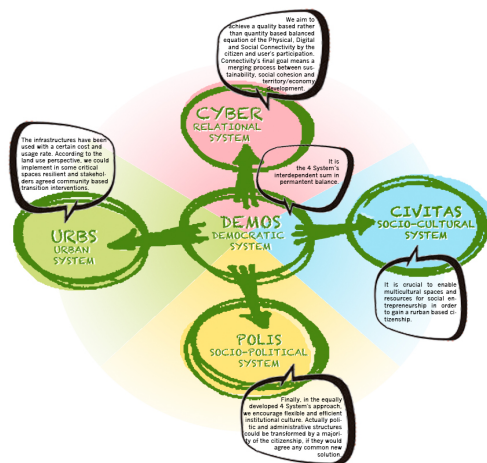 We aim to
achieve a quality based rather
than quantity based balanced
equation of the Physical, Digital
and Social Connectivity by the
citizen and user's participation.
Connectivity's final goal means a
merging process between sus-
tainability, social cohesion and
territory/economy
development.
CYBER
RELATIONAL
SYSTEM
The infrastructures have been
used with a certain cost and
usage rate. According to the
land use perspective, we could
implement in some critical
spaces resilient and stakehol-
ders agreed community based
transition interventions.
It is
the 4 System's
interdependent sum in
permantent balance.
URBS
URBAN
SYSTEM
DEMOS
DEMOCRATIC
SYSTEM
CIVITAS
SOCIO-CULTURAL
SYSTEM
It is crucial to enable
multicultural spaces and
resources for social en-
trepreneurship in order
to gain a rurban based ci-
tizenship.
POLIS
SOCIO-POLITICAL
SYSTEM
Finally, in the equally
developed 4 System's approach,
we encourage flexible and efficient
institutional culture. Actually poli-
tic and administrative structures
could be transformed by a majori-
ty of the citizenship, if they would
agree any common new
solution.